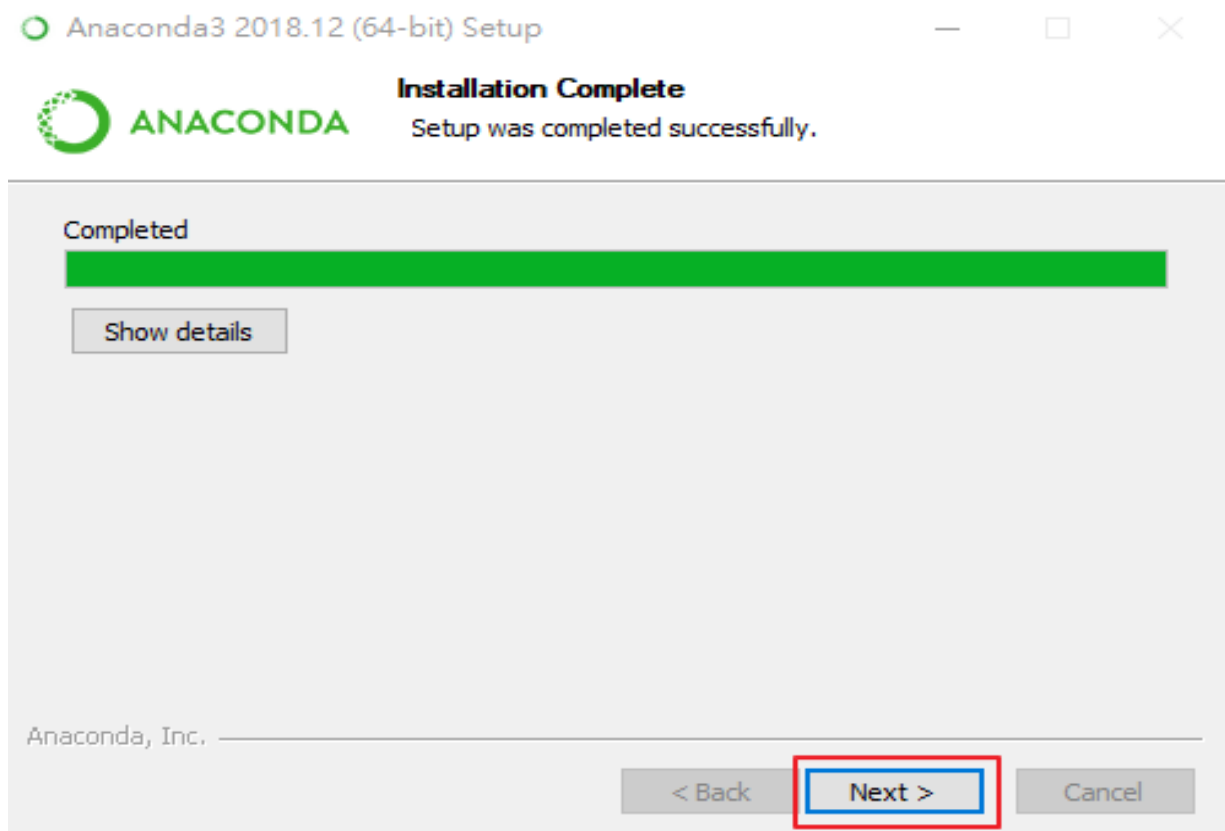 Anaconda3 2018.12 (64-bit) Setup
ANACONDA
Installation Complete
Setup was completed successfully.
Completed
Show details
Anaconda, Inc.
< Back
Next >
Cancel